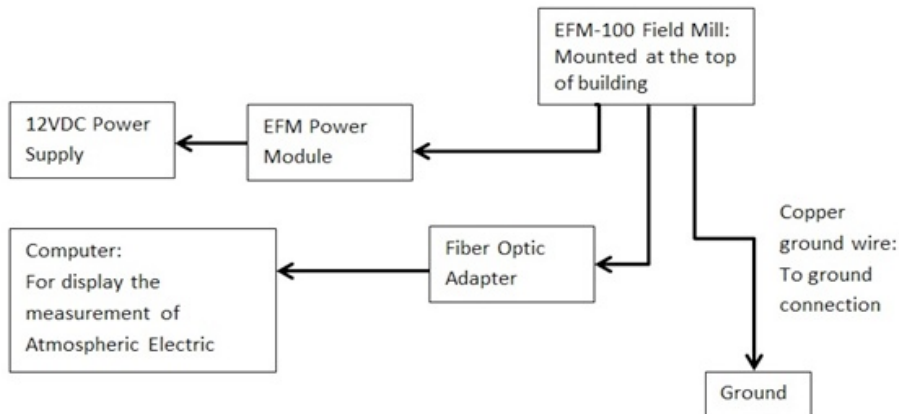 EFM-100 Field Mill:
Mounted at the top
of building
12VDC Power
Supply
EFM Power
Module
Copper
ground wire:
To ground
connection
Computer:
For display the
measurement of
Atmospheric Electric
Fiber Optic
Adapter
Ground